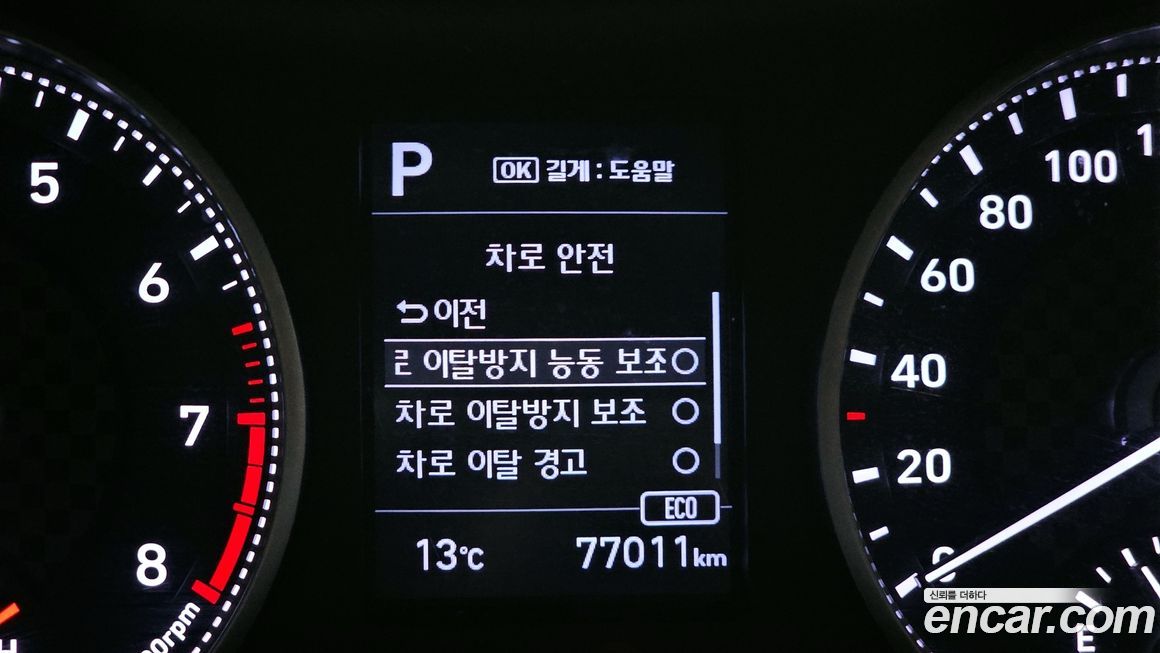 P
OK 길게 : 도움말
차로 안전
이전
이탈방지 능동 보조
차로 이탈방지 보조
차로 이탈 경고
ECO
13℃
77011km
5
6
7
8
00rpm
H
100
80
60
40
20
0
E
신뢰를 더하다
encar.com